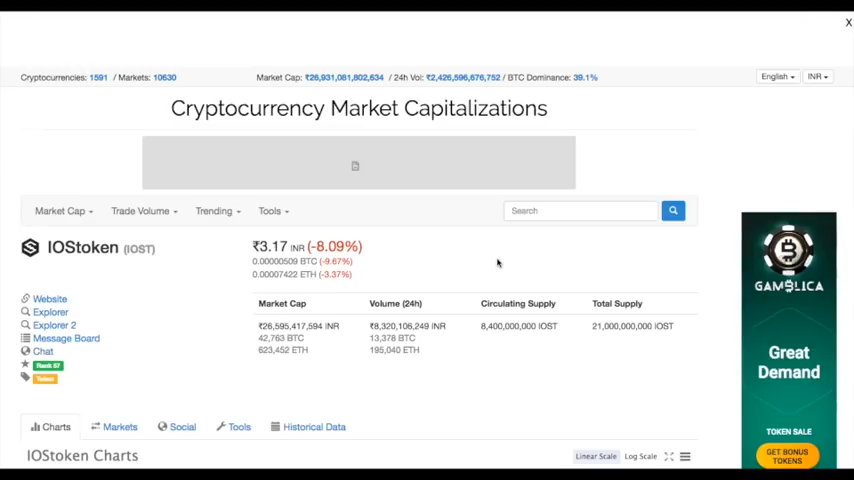 X
Cryptocurrencies: 1591 / Markets: 10630 Market Cap: ₹26,931,081,802,634 / 24h Vol: ₹2,426,596,676,752 / BTC Dominance: 39.1% English INR
Cryptocurrency Market Capitalizations
Market Cap Trade Volume Trending Tools Search
IOStoken (IOST)
₹3.17 INR (-8.09%)
0.00000509 BTC (-9.67%)
0.00007422 ETH (-3.37%)
Website
Explorer
Explorer 2
Message Board
Chat
Rank 67
Token
Market Cap Volume (24h) Circulating Supply Total Supply
₹26,595,417,594 INR ₹8,320,106,249 INR 8,400,000,000 IOST 21,000,000,000 IOST
42,763 BTC 13,378 BTC
623,452 ETH 195,040 ETH
Charts Markets Social Tools Historical Data
IOStoken Charts Linear Scale Log Scale
GAMBLICA
Great
Demand
TOKEN SALE
GET BONUS
TOKENS